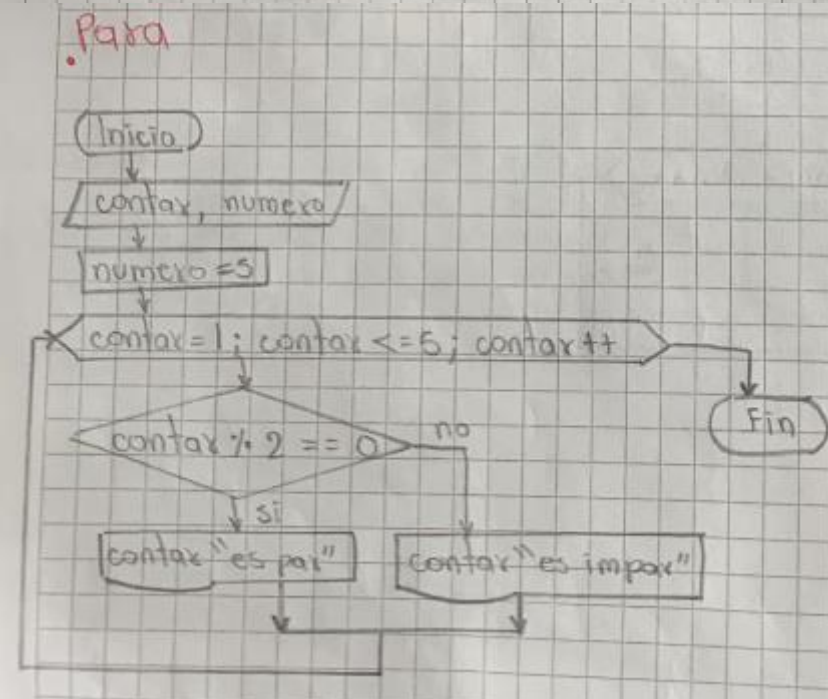 Para
Inicio
contar, numero
numero = 5
contar = 1; contar <= 5; contar ++
Fin
contar % 2 == 0
no
si
contar "es par"
contar "es impar"